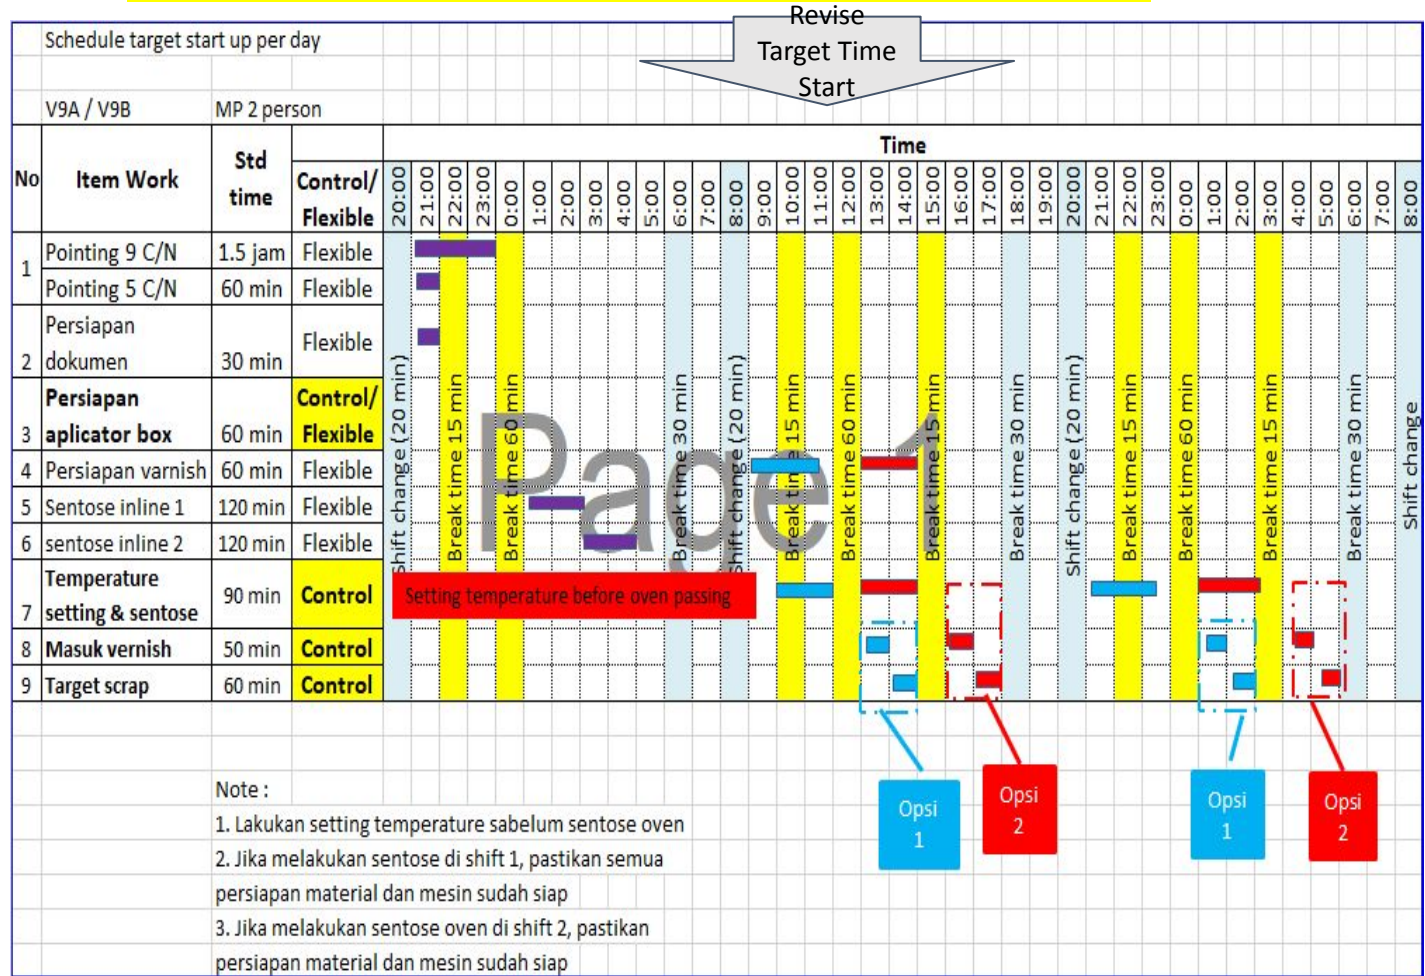 Revise
Target Time
Start
Schedule target start up per day
V9A / V9B MP 2 person
No Item Work Std time Control/ Flexible Time
20:00 21:00 22:00 23:00 0:00 1:00 2:00 3:00 4:00 5:00 6:00 7:00 8:00 9:00 10:00 11:00 12:00 13:00 14:00 15:00 16:00 17:00 18:00 19:00 20:00 21:00 22:00 23:00 0:00 1:00 2:00 3:00 4:00 5:00 6:00 7:00 8:00
1 Pointing 9 C/N 1.5 jam Flexible
Pointing 5 C/N 60 min Flexible
2 Persiapan dokumen 30 min Flexible
3 Persiapan aplicator box 60 min Control/ Flexible
4 Persiapan varnish 60 min Flexible
5 Sentose inline 1 120 min Flexible
6 sentose inline 2 120 min Flexible
7 Temperature setting & sentose 90 min Control
8 Masuk vernish 50 min Control
9 Target scrap 60 min Control
Shift change (20 min)
Break time 15 min
Break time 60 min
Break time 30 min
Shift change (20 min)
Break time 15 min
Break time 60 min
Break time 15 min
Break time 30 min
Shift change (20 min)
Break time 15 min
Break time 60 min
Break time 15 min
Break time 30 min
Shift change
Page 1
Setting temperature before oven passing
Opsi
1
Opsi
2
Opsi
1
Opsi
2
Note :
1. Lakukan setting temperature sabelum sentose oven
2. Jika melakukan sentose di shift 1, pastikan semua
persiapan material dan mesin sudah siap
3. Jika melakukan sentose oven di shift 2, pastikan
persiapan material dan mesin sudah siap